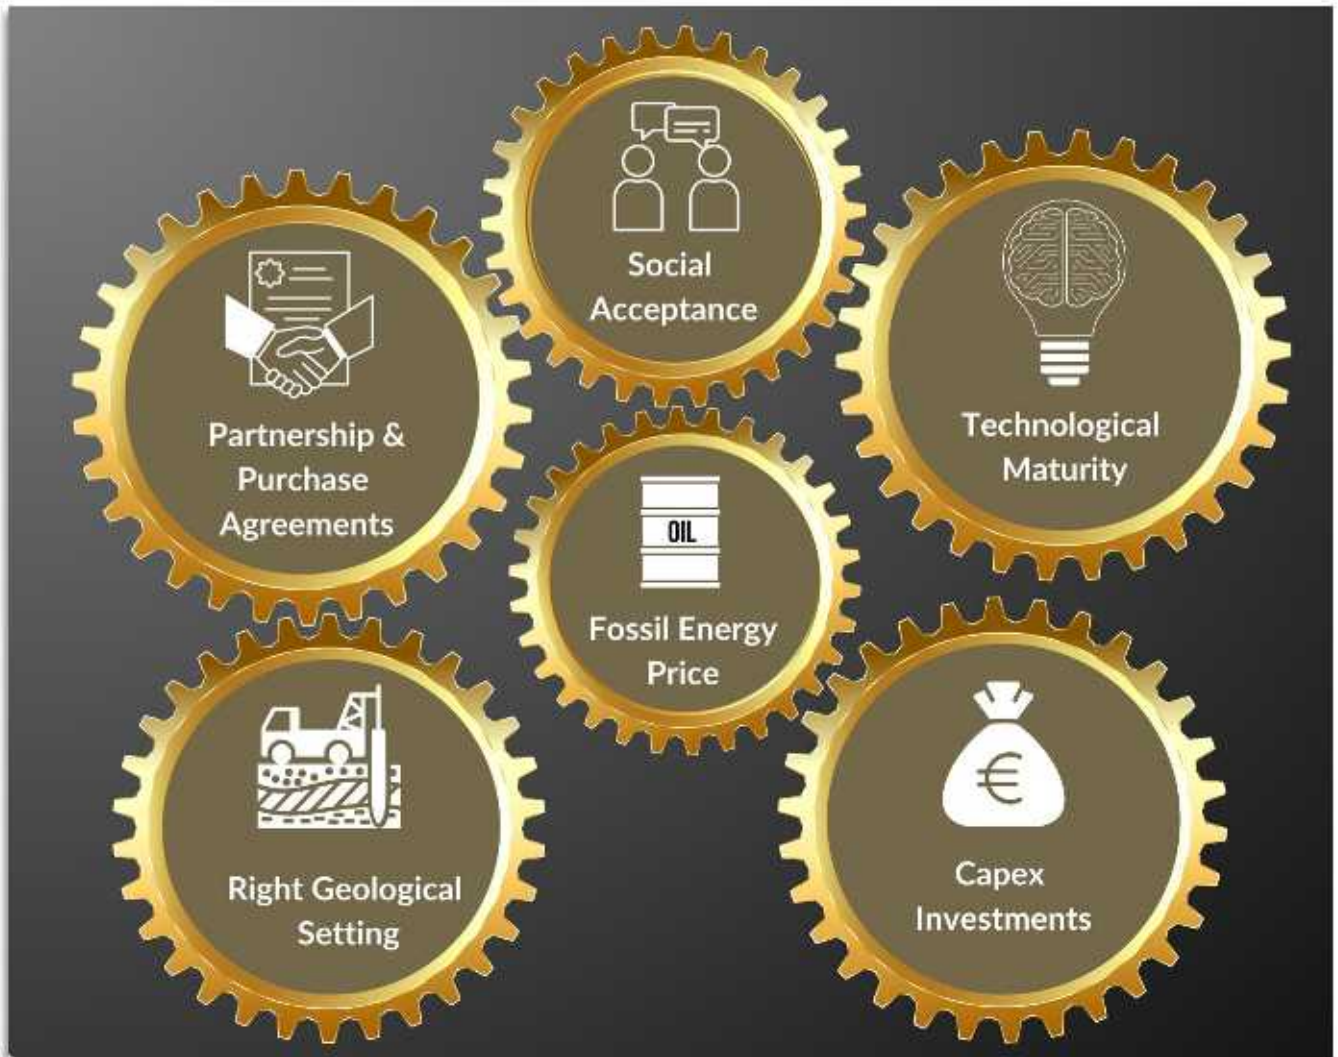 Social
Acceptance
Partnership &
Purchase
Agreements
Technological
Maturity
OIL
Fossil Energy
Price
Right Geological
Setting
€
Capex
Investments